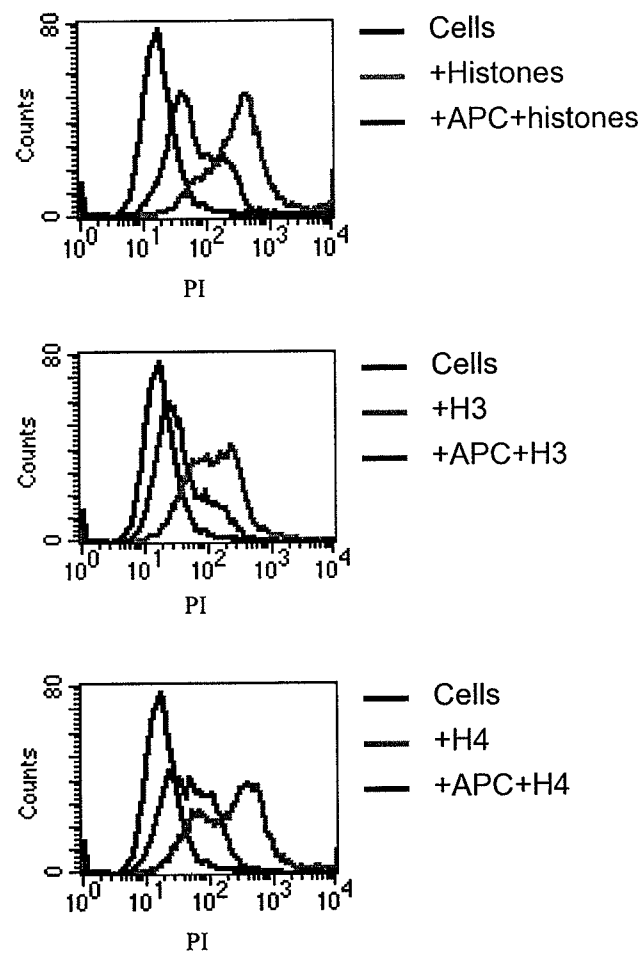 80
Counts
0
10^0 10^1 10^2 10^3 10^4
PI
Cells
+Histones
+APC+histones
80
Counts
0
10^0 10^1 10^2 10^3 10^4
PI
Cells
+H3
+APC+H3
80
Counts
0
10^0 10^1 10^2 10^3 10^4
PI
Cells
+H4
+APC+H4